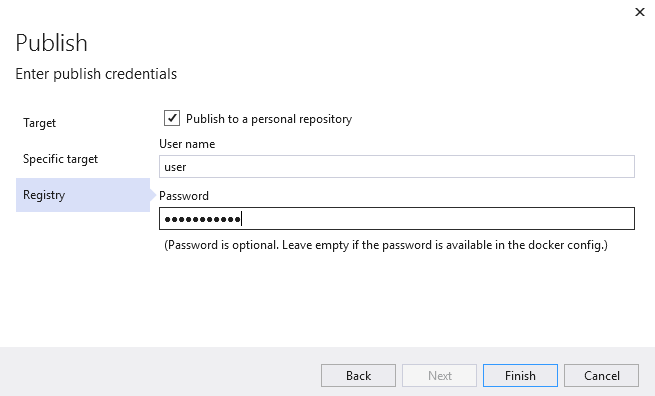 Publish
Enter publish credentials
Target
Specific target
Registry
Publish to a personal repository
User name
user
Password
●●●●●●●●●●●
(Password is optional. Leave empty if the password is available in the docker config.)
Back
Next
Finish
Cancel